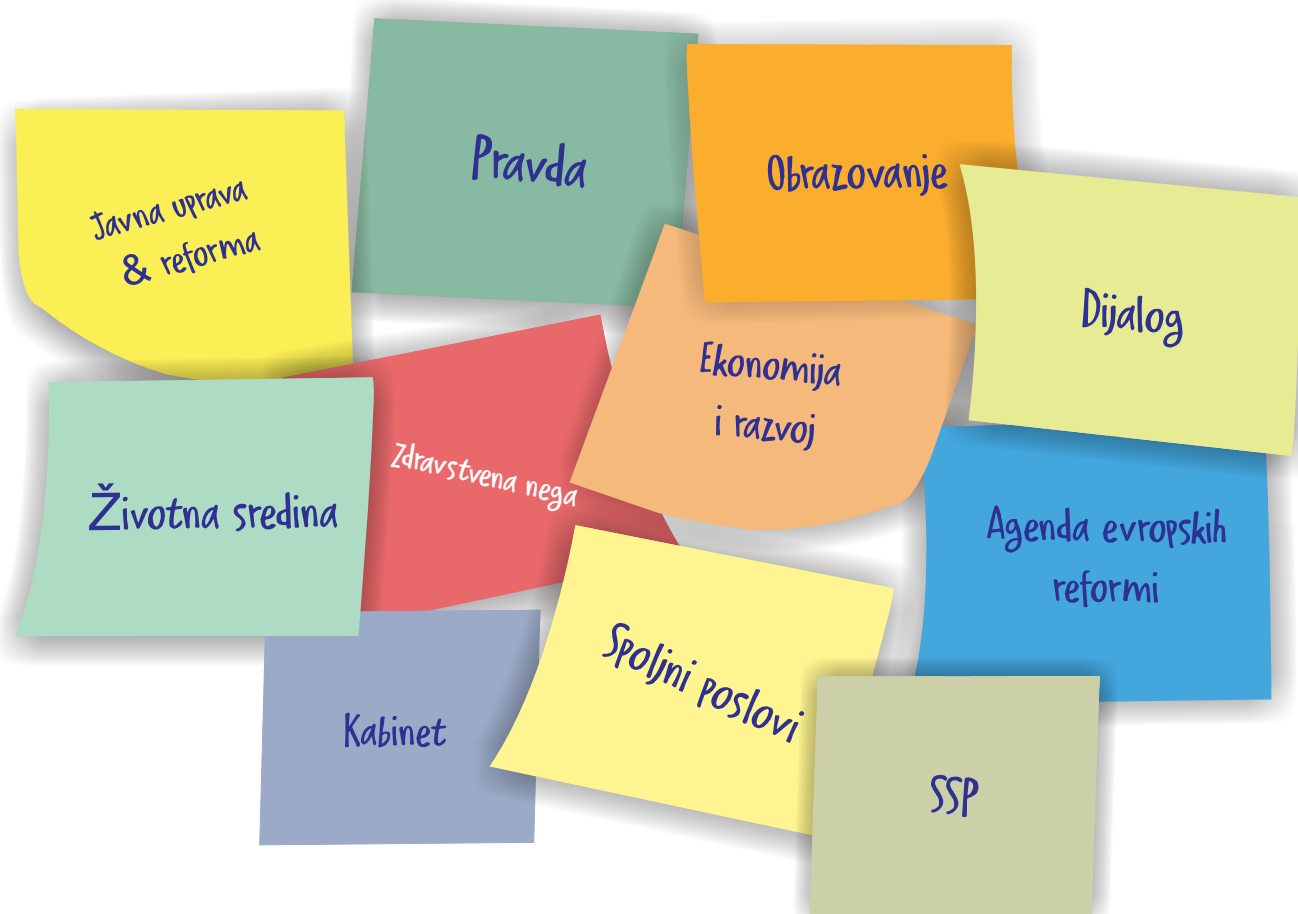 Pravda
Obrazovanje
Javna uprava
& reforma
Dijalog
Ekonomija
i razvoj
Zdravstvena nega
Životna sredina
Agenda evropskih
reformi
Spoljni poslovi
Kabinet
SSP